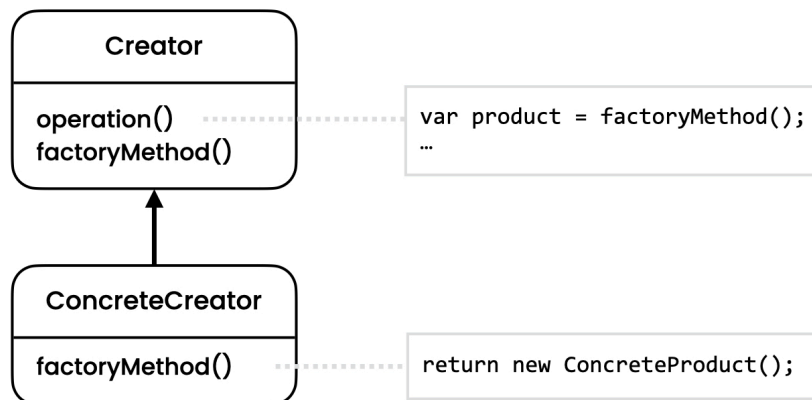 Creator
operation()
factoryMethod()
var product = factoryMethod();
…
ConcreteCreator
factoryMethod()
return new ConcreteProduct();